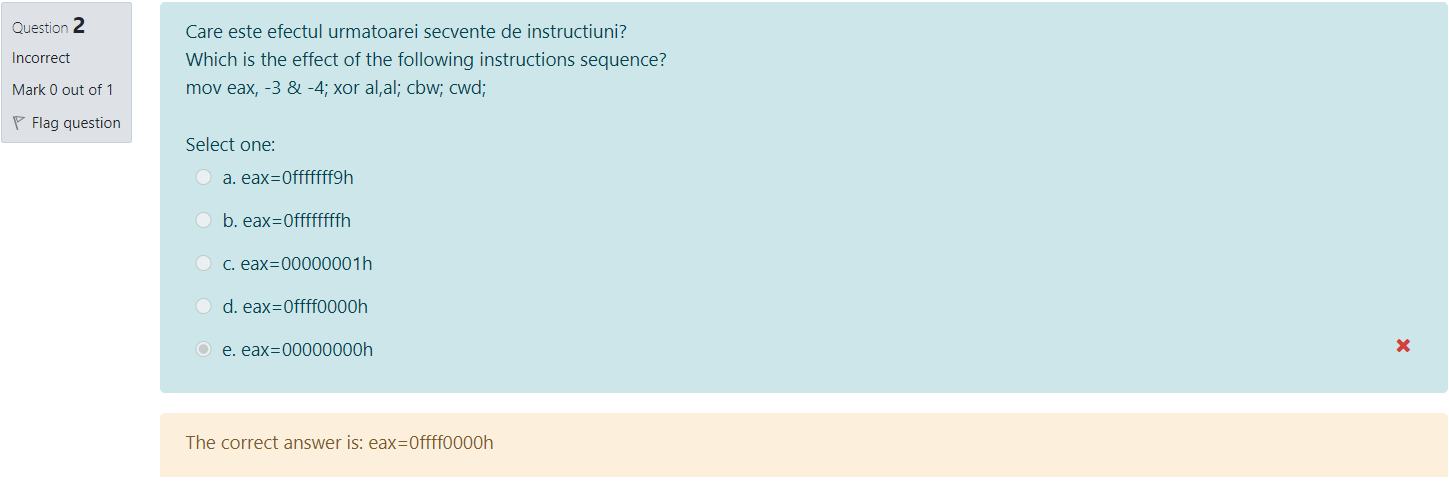 Question 2
Incorrect
Mark 0 out of 1
Flag question
Care este efectul urmatoarei secvente de instructiuni?
Which is the effect of the following instructions sequence?
mov eax, -3 & -4; xor al,al; cbw; cwd;
Select one:
a. eax=0fffffff9h
b. eax=0ffffffffh
c. eax=00000001h
d. eax=0ffff0000h
e. eax=00000000h
The correct answer is: eax=0ffff0000h